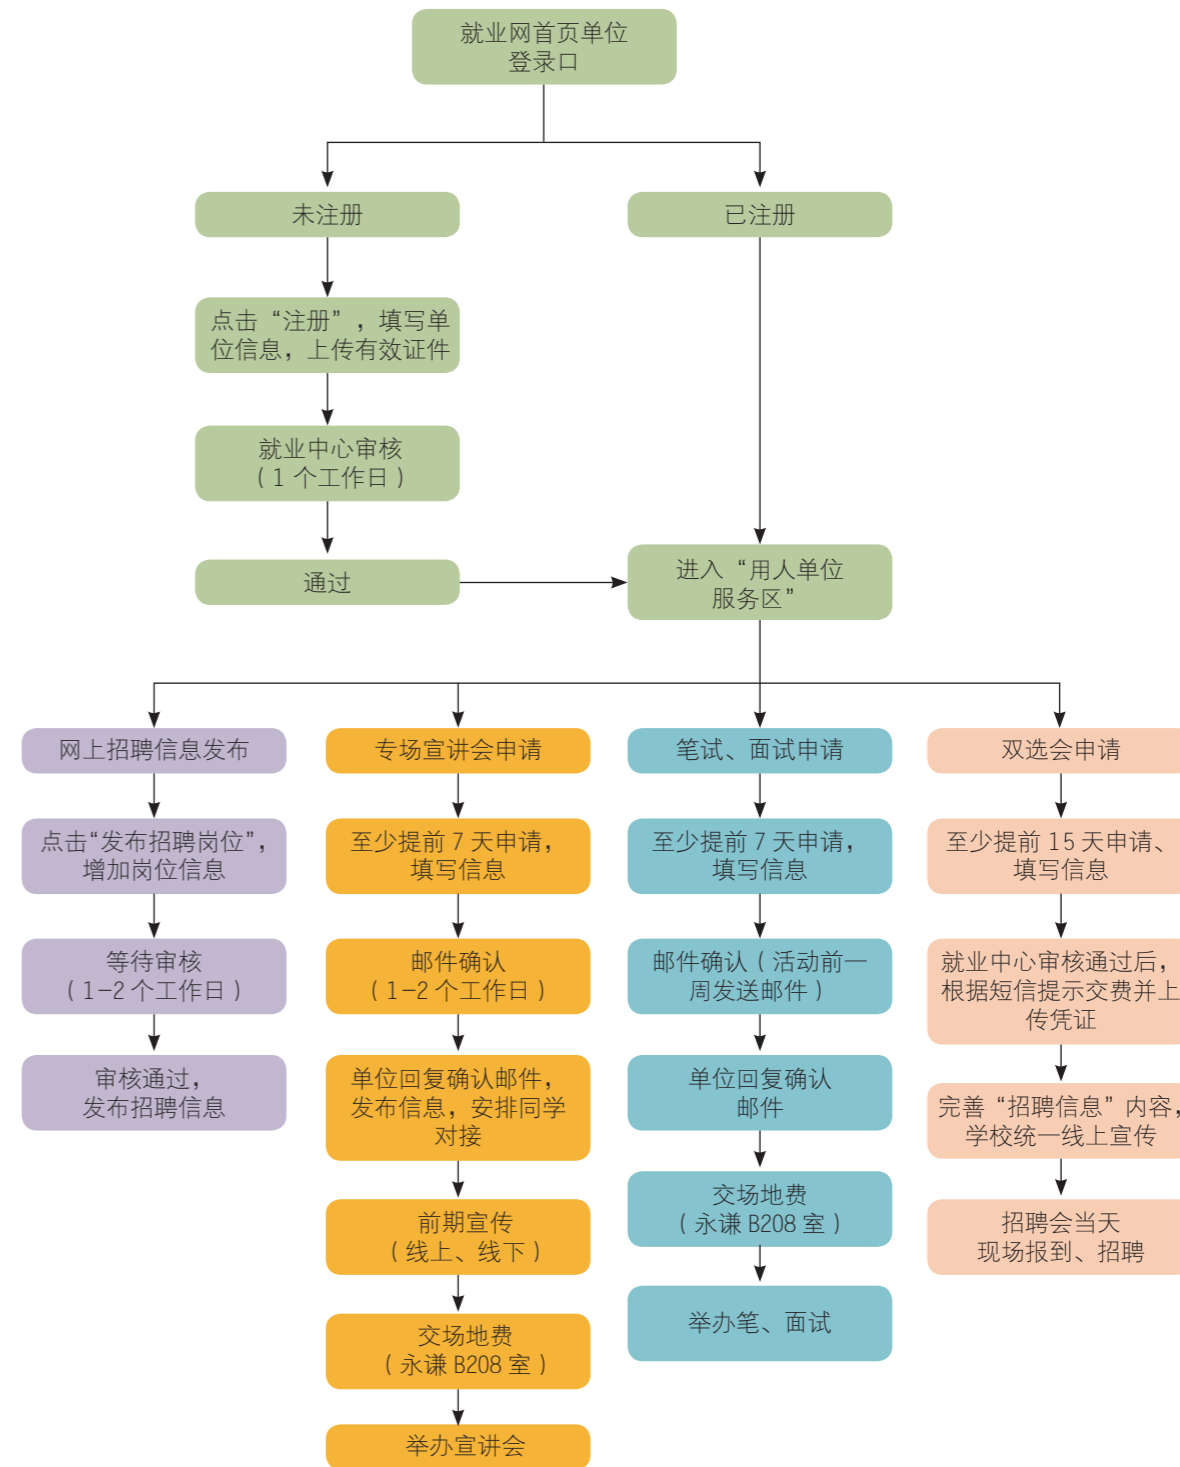 就业网首页单位
登录口
未注册
已注册
点击“注册”，填写单
位信息，上传有效证件
就业中心审核
（1 个工作日）
通过
进入“用人单位
服务区”
网上招聘信息发布
点击“发布招聘岗位”，
增加岗位信息
等待审核
（1–2 个工作日）
审核通过，
发布招聘信息
专场宣讲会申请
至少提前 7 天申请，
填写信息
邮件确认
（1–2 个工作日）
单位回复确认邮件，
发布信息，安排同学
对接
前期宣传
（线上、线下）
交场地费
（永谦 B208 室）
举办宣讲会
笔试、面试申请
至少提前 7 天申请，
填写信息
邮件确认（活动前一
周发送邮件）
单位回复确认
邮件
交场地费
（永谦 B208 室）
举办笔、面试
双选会申请
至少提前 15 天申请、
填写信息
就业中心审核通过后，
根据短信提示交费并上
传凭证
完善“招聘信息”内容，
学校统一线上宣传
招聘会当天
现场报到、招聘